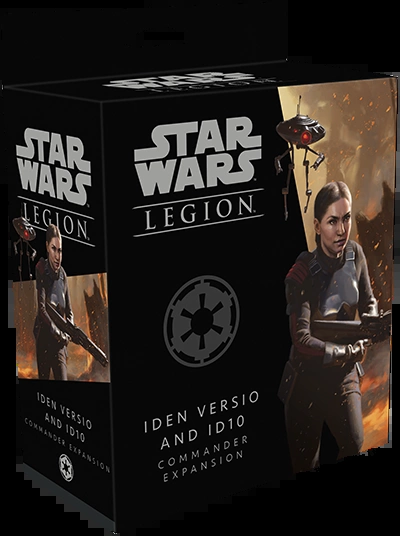 STAR
WARS
LEGION
IDEN VERSIO
AND ID10
COMMANDER
EXPANSION
STAR
WARS
LEGION
IDEN VERSIO
AND ID10
COMMANDER EXPANSION